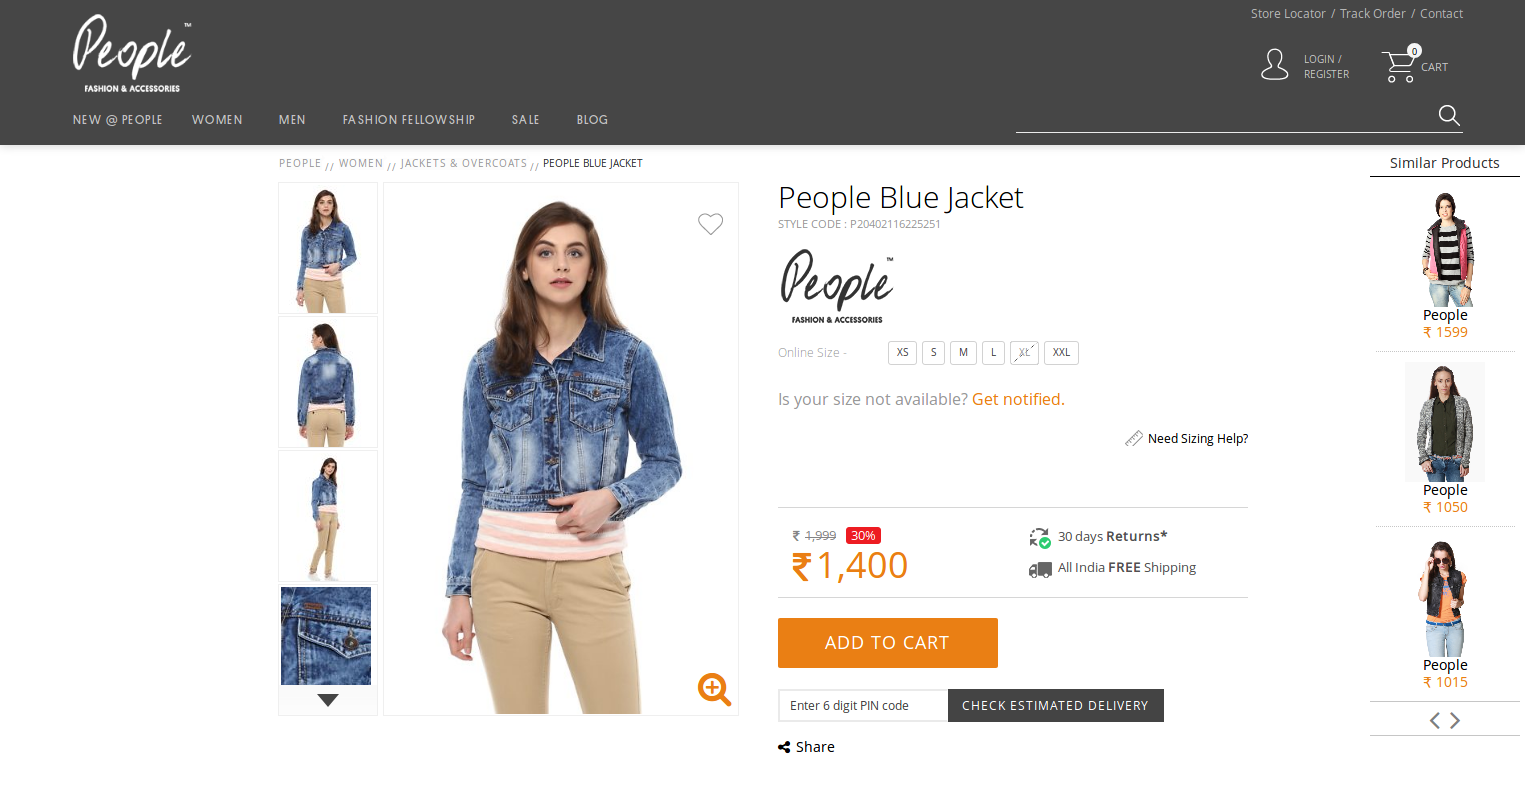 Store Locator / Track Order / Contact
People™
FASHION & ACCESSORIES
LOGIN /
REGISTER
0
CART
NEW @ PEOPLE WOMEN MEN FASHION FELLOWSHIP SALE BLOG
PEOPLE // WOMEN // JACKETS & OVERCOATS // PEOPLE BLUE JACKET
People Blue Jacket
STYLE CODE : P20402116225251
People™
FASHION & ACCESSORIES
Online Size - XS S M L XL XXL
Is your size not available? Get notified.
Need Sizing Help?
₹ 1,999 30%
₹1,400
30 days Returns*
All India FREE Shipping
ADD TO CART
Enter 6 digit PIN code CHECK ESTIMATED DELIVERY
Share
Similar Products
People
₹ 1599
People
₹ 1050
People
₹ 1015